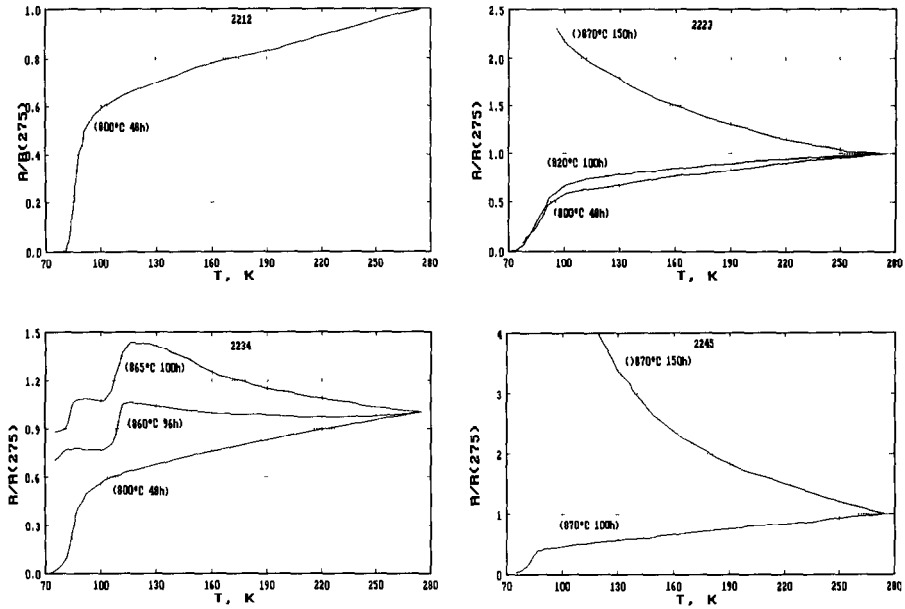 2212
1.0
0.8
0.6
0.4
0.2
0.0
R/R(275)
(800°C 48h)
70 100 130 160 190 220 250 280
T, K
2223
2.5
2.0
1.5
1.0
0.5
0.0
R/R(275)
()870°C 150h)
(820°C 100h)
(800°C 48h)
70 100 130 160 190 220 250 280
T, K
2234
1.5
1.2
0.9
0.6
0.3
0.0
R/R(275)
(865°C 100h)
(860°C 96h)
(800°C 48h)
70 100 130 160 190 220 250 280
T, K
2245
4
3
2
1
0
R/R(275)
()870°C 150h)
(870°C 100h)
70 100 130 160 190 220 250 280
T, K